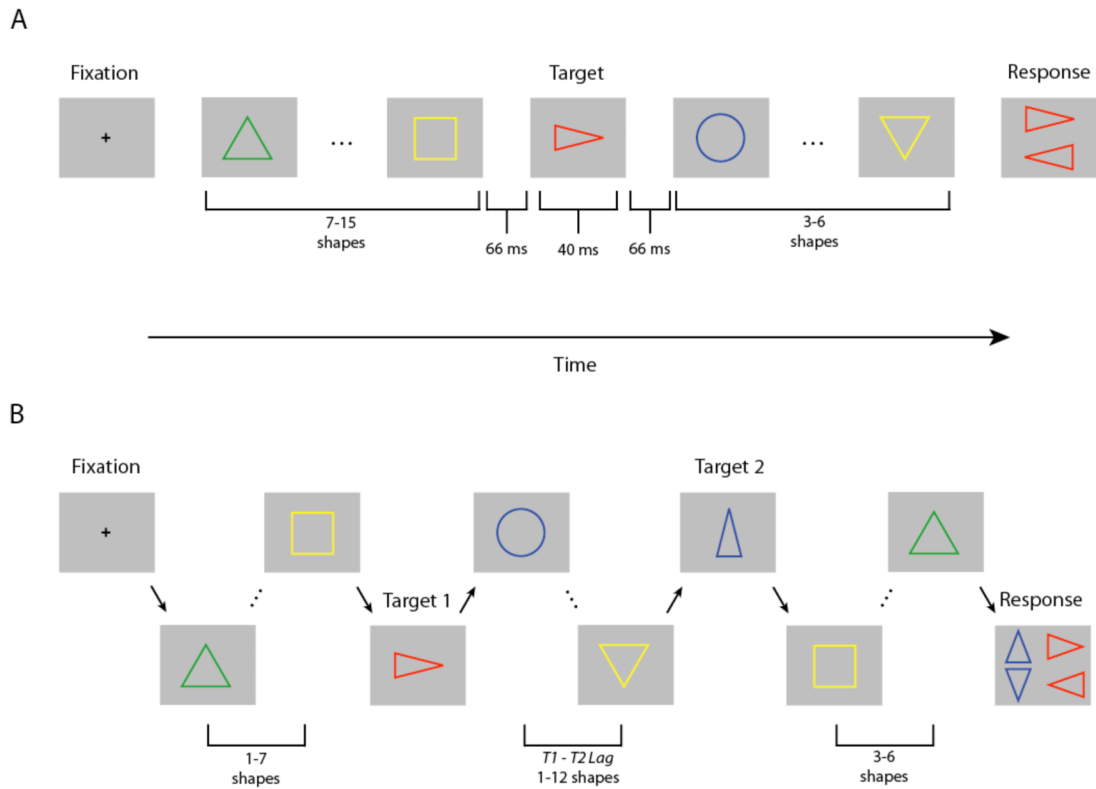 A
Fixation
Target
Response
+
...
...
7-15
shapes
66 ms
40 ms
66 ms
3-6
shapes
Time
B
Fixation
Target 2
+
Target 1
Response
1-7
shapes
T1 - T2 Lag
1-12 shapes
3-6
shapes